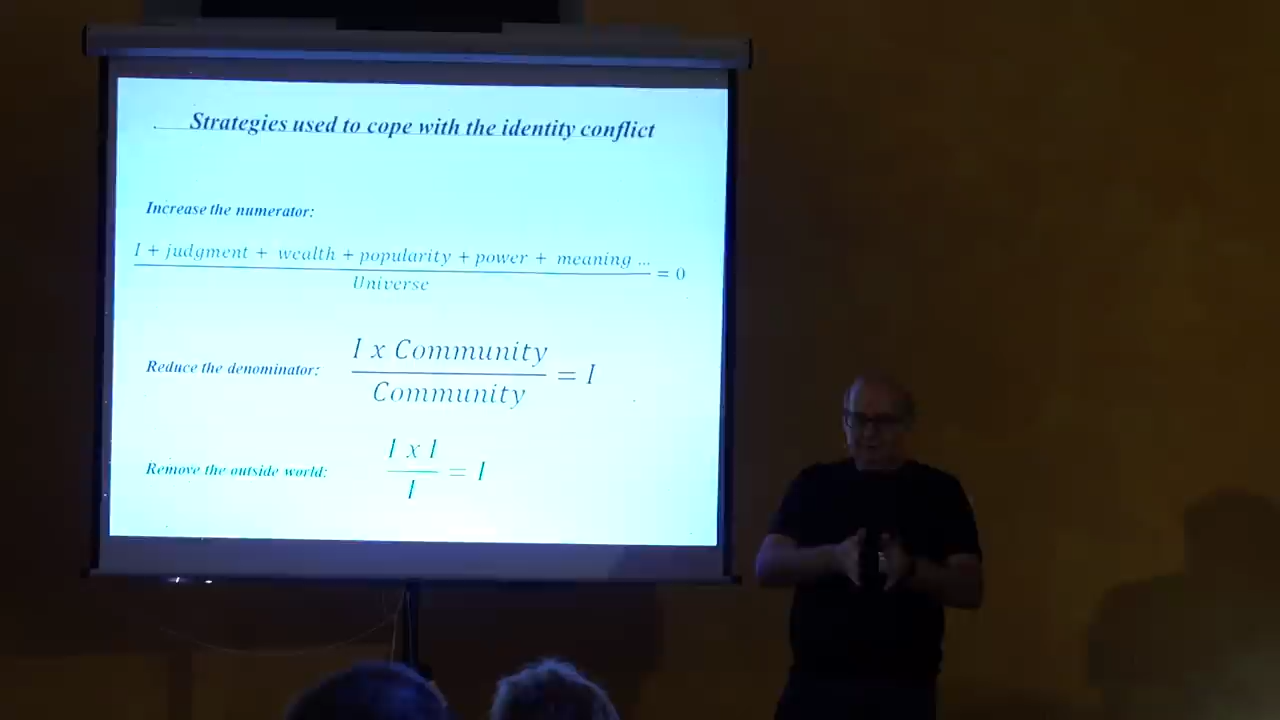 Strategies used to cope with the identity conflict
Increase the numerator:
I + judgment + wealth + popularity + power + meaning ...
Universe
= 0
Reduce the denominator:
I x Community
Community
= I
Remove the outside world:
I x I
I
= I